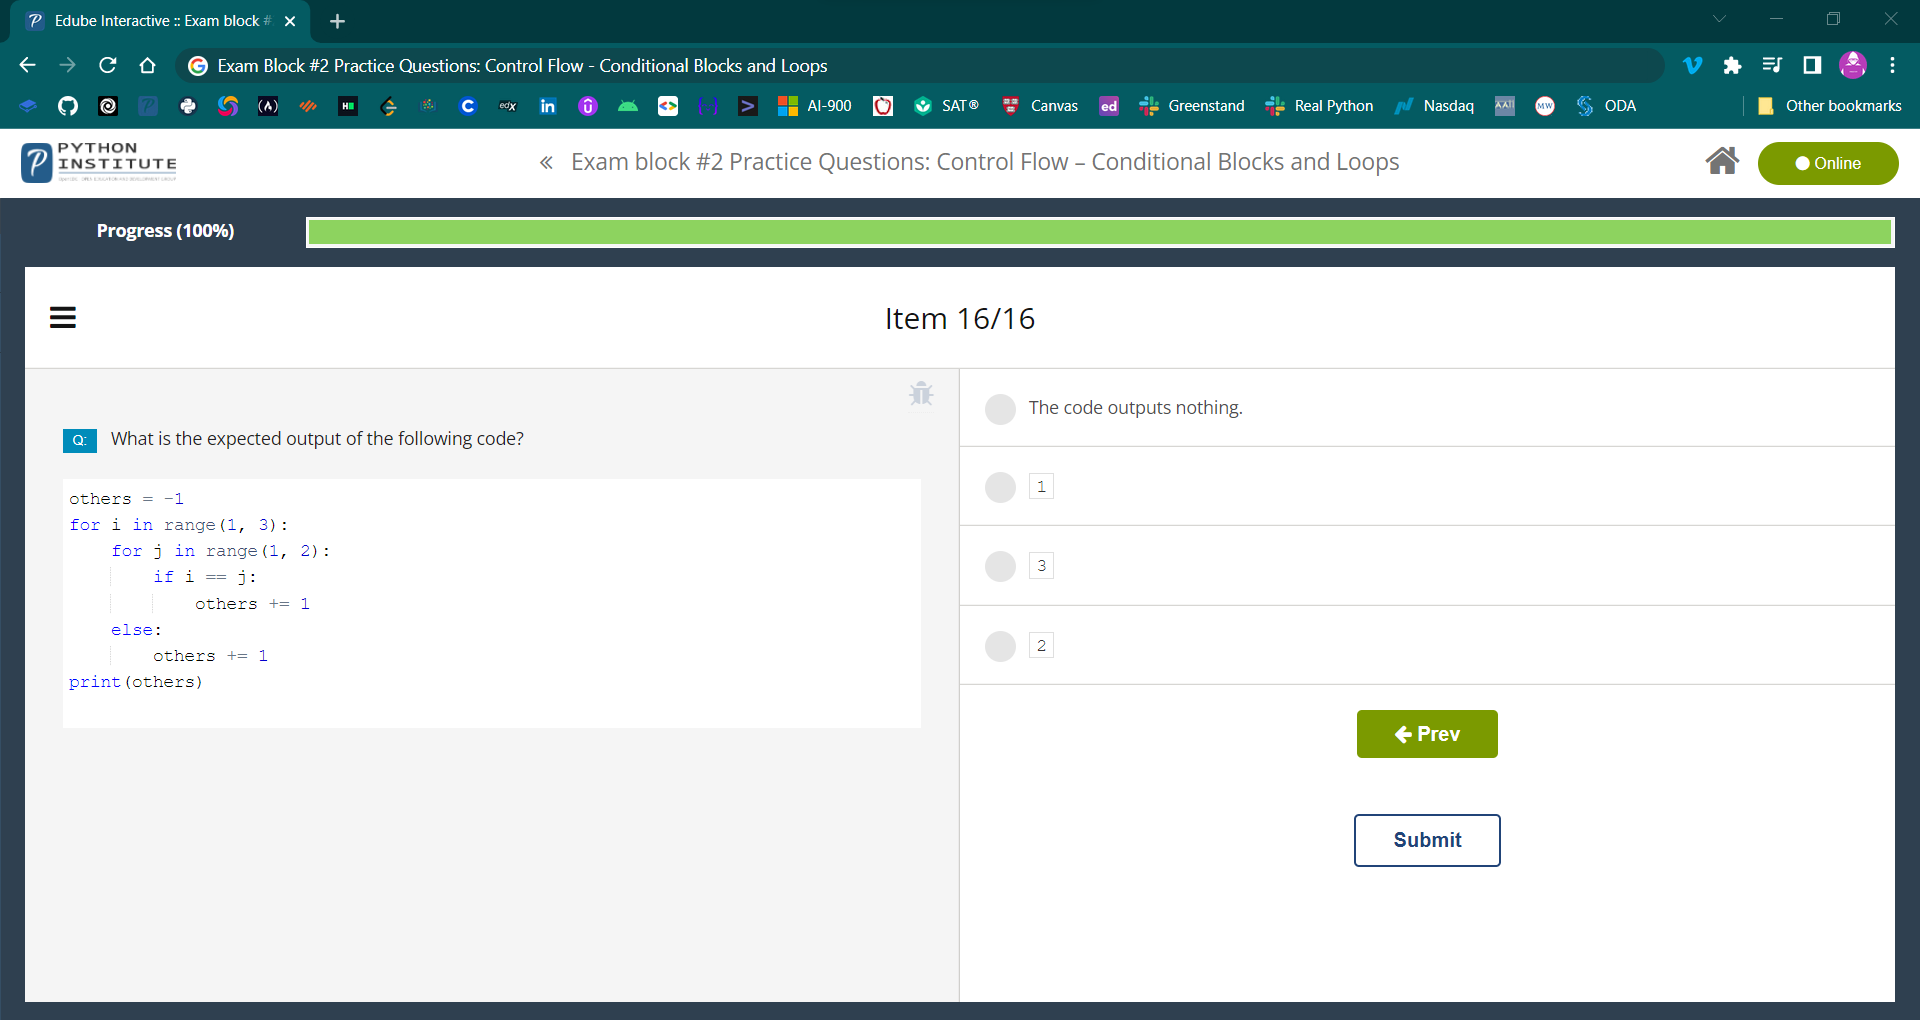 Edube Interactive :: Exam block #
Exam Block #2 Practice Questions: Control Flow - Conditional Blocks and Loops
AI-900
SAT®
Canvas
ed
Greenstand
Real Python
Nasdaq
MW
ODA
Other bookmarks
PYTHON
INSTITUTE
« Exam block #2 Practice Questions: Control Flow – Conditional Blocks and Loops
Online
Progress (100%)
Item 16/16
Q: What is the expected output of the following code?
others = -1
for i in range(1, 3):
    for j in range(1, 2):
        if i == j:
            others += 1
    else:
        others += 1
print(others)
The code outputs nothing.
1
3
2
Prev
Submit